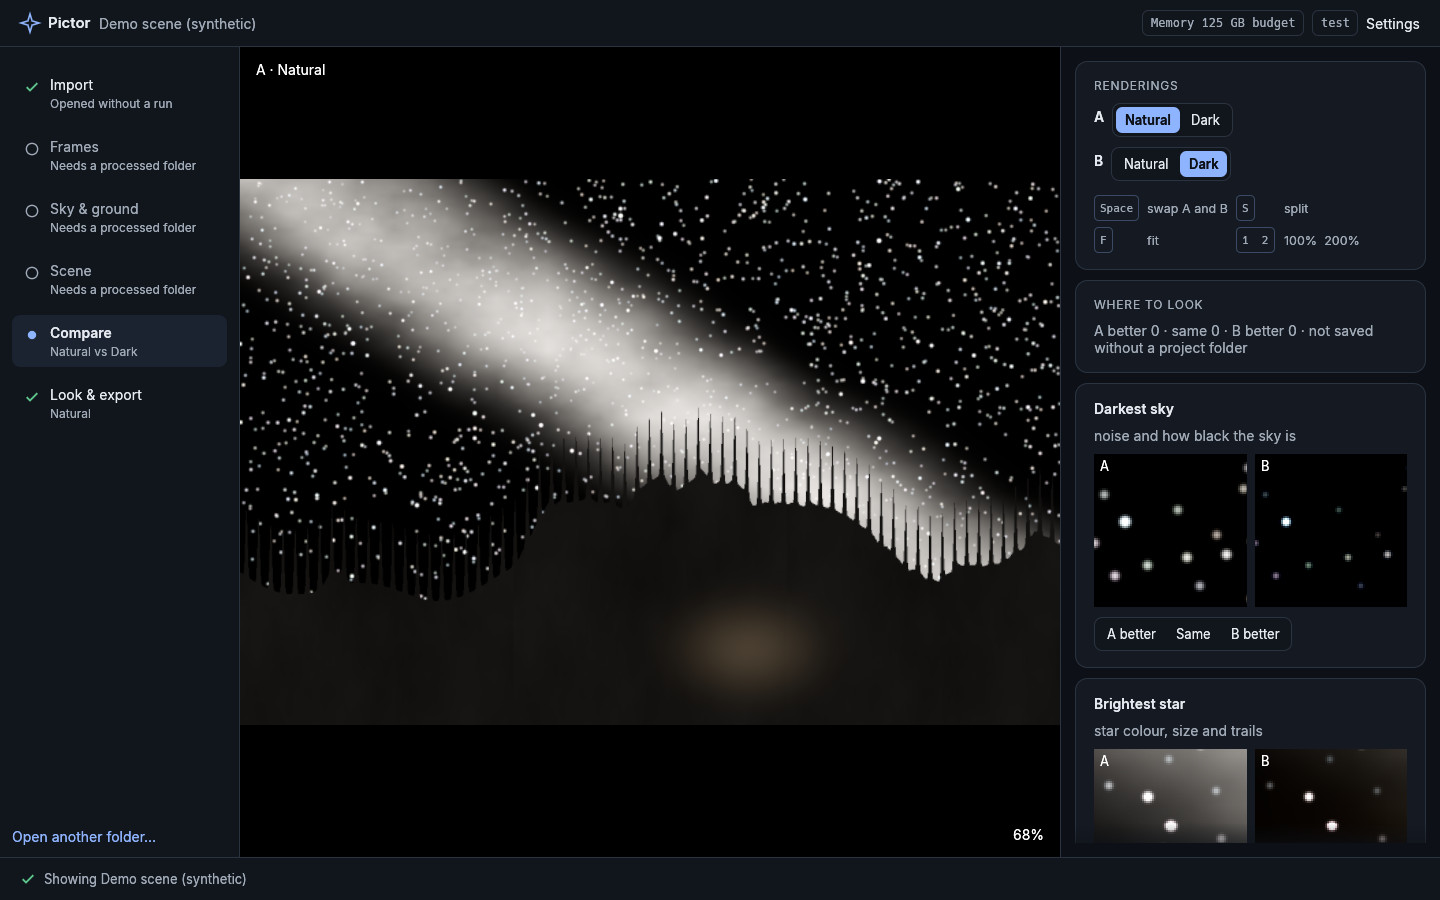 Pictor Demo scene (synthetic)
Memory 125 GB budget test Settings
Import
Opened without a run
Frames
Needs a processed folder
Sky & ground
Needs a processed folder
Scene
Needs a processed folder
Compare
Natural vs Dark
Look & export
Natural
Open another folder...
A · Natural
68%
RENDERINGS
A Natural Dark
B Natural Dark
Space swap A and B S split
F fit 1 2 100% 200%
WHERE TO LOOK
A better 0 · same 0 · B better 0 · not saved
without a project folder
Darkest sky
noise and how black the sky is
A B
A better Same B better
Brightest star
star colour, size and trails
A B
Showing Demo scene (synthetic)